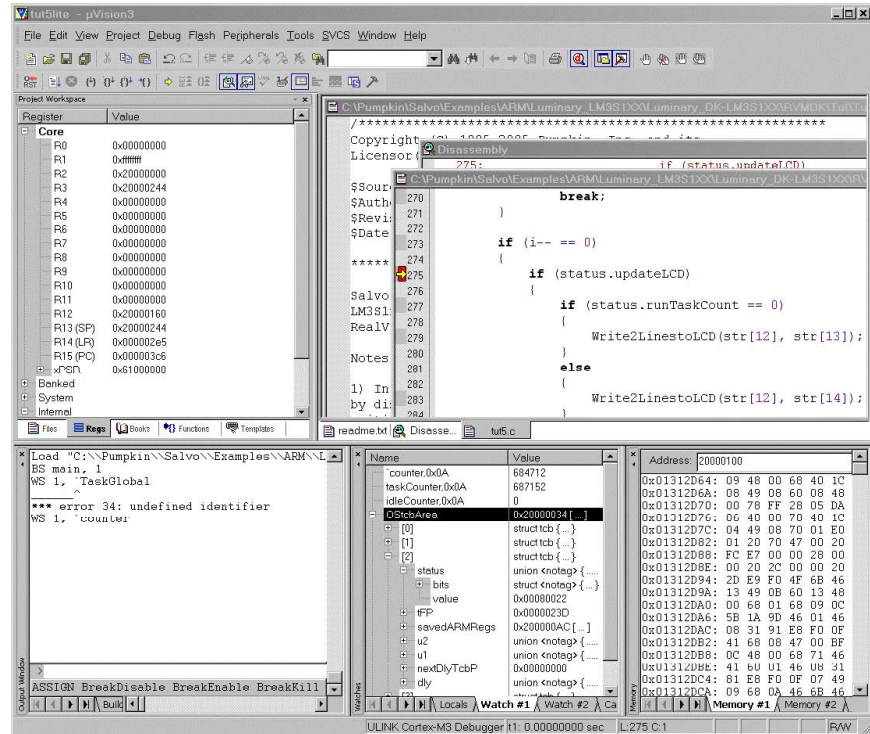 tut5lite - µVision3
File Edit View Project Debug Flash Peripherals Tools SVCS Window Help
Project Workspace
Register Value
Core
R0 0x00000000
R1 0xffffffff
R2 0x20000000
R3 0x20000244
R4 0x00000000
R5 0x00000000
R6 0x00000000
R7 0x00000000
R8 0x00000000
R9 0x00000000
R10 0x00000000
R11 0x00000000
R12 0x20000160
R13 (SP) 0x20000244
R14 (LR) 0x000002e5
R15 (PC) 0x000003c6
xPSR 0x61000000
Banked
System
Internal
Files Regs Books Functions Templates
C:\Pumpkin\Salvo\Examples\ARM\Luminary_LM3S1XX\Luminary_DK-LM3S1XX\RVMDK\Tut\Tu
/************************************************************
Copyright (C) 1995-2005 Pumpkin, Inc. and its
Licensor(
$Sourc
$Autho
$Revis
$Date
*****
Salvo
LM3S1
RealV
Notes
1) In
by di
Disassembly
275: if (status.updateLCD)
C:\Pumpkin\Salvo\Examples\ARM\Luminary_LM3S1XX\Luminary_DK-LM3S1XX\RV
270 break;
271 }
272
273 if (i-- == 0)
274 {
275 if (status.updateLCD)
276 {
277 if (status.runTaskCount == 0)
278 {
279 Write2LinestoLCD(str[12], str[13]);
280 }
281 else
282 {
283 Write2LinestoLCD(str[12], str[14]);
284 }
readme.txt Disasse... tut5.c
Load "C:\\Pumpkin\\Salvo\\Examples\\ARM\\L
BS main, 1
WS 1, `TaskGlobal
______^
*** error 34: undefined identifier
WS 1, `counter
>
ASSIGN BreakDisable BreakEnable BreakKill
Build
Output Window
Name Value
`counter,0x0A 684712
taskCounter,0x0A 687152
idleCounter,0x0A 0
OStcbArea 0x20000034 [...]
[0] struct tcb { ... }
[1] struct tcb { ... }
[2] struct tcb { ... }
status union <notag> { .....
bits struct <notag> { ... }
value 0x00080022
tFP 0x0000023D
savedARMRegs 0x200000AC [ ... ]
u2 union <notag> { .....
u1 union <notag> { .....
nextDlyTcbP 0x00000000
dly union <notag> { .....
[3] struct tcb { ... }
Locals Watch #1 Watch #2 Ca
Watches
Address: 20000100
0x01312D64: 09 48 00 68 40 1C
0x01312D6A: 08 49 08 60 08 48
0x01312D70: 00 78 FF 28 05 DA
0x01312D76: 06 40 00 70 40 1C
0x01312D7C: 04 49 08 70 01 E0
0x01312D82: 01 20 70 47 00 20
0x01312D88: FC E7 00 00 28 00
0x01312D8E: 00 20 2C 00 00 20
0x01312D94: 2D E9 F0 4F 6B 46
0x01312D9A: 13 49 0B 60 13 48
0x01312DA0: 00 68 01 68 09 0C
0x01312DA6: 5B 1A 9D 46 01 46
0x01312DAC: 08 31 91 E8 F0 0F
0x01312DB2: 41 68 08 47 00 BF
0x01312DB8: 0C 48 00 68 71 46
0x01312DBE: 41 60 01 46 08 31
0x01312DC4: 81 E8 F0 0F 07 49
0x01312DCA: 09 68 0A 46 6B 46
Memory #1 Memory #2
Memory
ULINK Cortex-M3 Debugger t1: 0.00000000 sec L:275 C:1 R/W